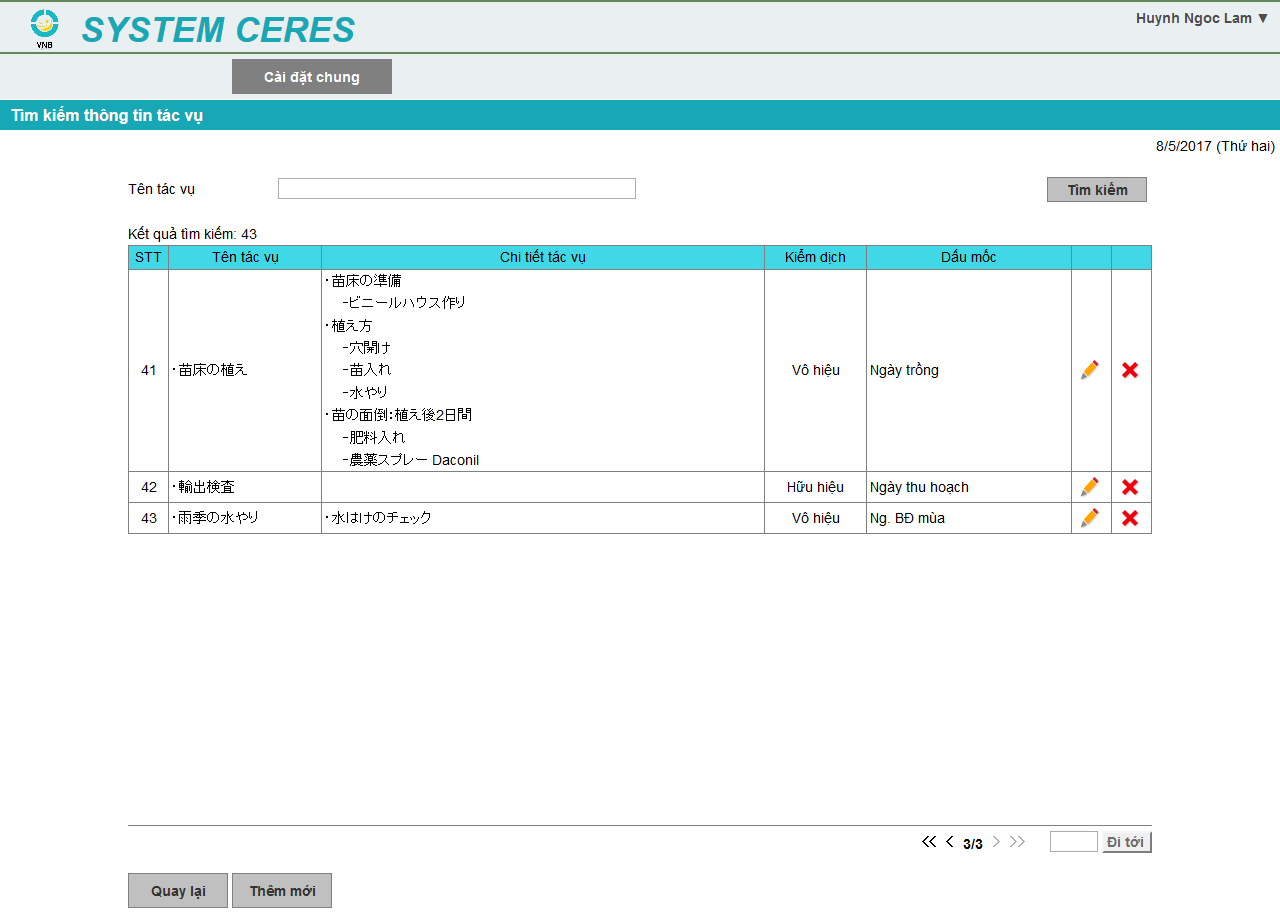 VNB
SYSTEM CERES
Huynh Ngoc Lam ▼
Cài đặt chung
Tìm kiếm thông tin tác vụ
8/5/2017 (Thứ hai)
Tên tác vụ
Tìm kiếm
Kết quả tìm kiếm: 43
STT Tên tác vụ Chi tiết tác vụ Kiểm dịch Dấu mốc
41 ・苗床の植え
・苗床の準備
-ビニールハウス作り
・植え方
-穴開け
-苗入れ
-水やり
・苗の面倒:植え後2日間
-肥料入れ
-農薬スプレー Daconil
Vô hiệu Ngày trồng
42 ・輸出検査 Hữu hiệu Ngày thu hoạch
43 ・雨季の水やり ・水はけのチェック Vô hiệu Ng. BĐ mùa
3/3 Đi tới
Quay lại Thêm mới